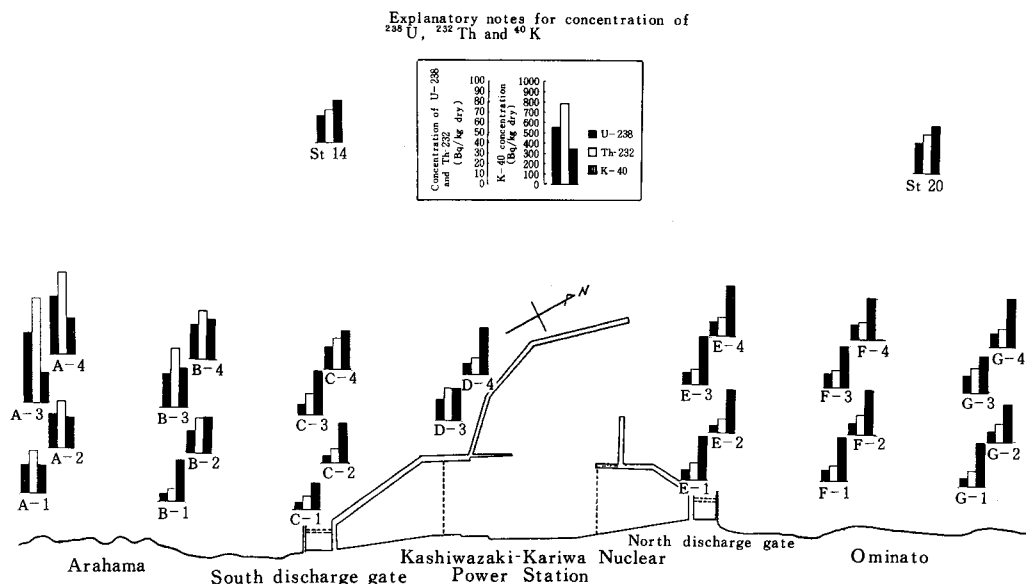 Explanatory notes for concentration of
²³⁸U, ²³²Th and ⁴⁰K
Concentration of U-238
and Th-232
(Bq/kg dry)
100
90
80
70
60
50
40
30
20
10
0
K-40 concentration
(Bq/kg dry)
1000
900
800
700
600
500
400
300
200
100
0
U-238
Th-232
K-40
St 14
St 20
N
A-4
B-4
C-4
D-4
E-4
F-4
G-4
A-3
B-3
C-3
D-3
E-3
F-3
G-3
A-2
B-2
C-2
E-2
F-2
G-2
A-1
B-1
C-1
E-1
F-1
G-1
Arahama
South discharge gate
Kashiwazaki-Kariwa Nuclear
Power Station
North discharge gate
Ominato